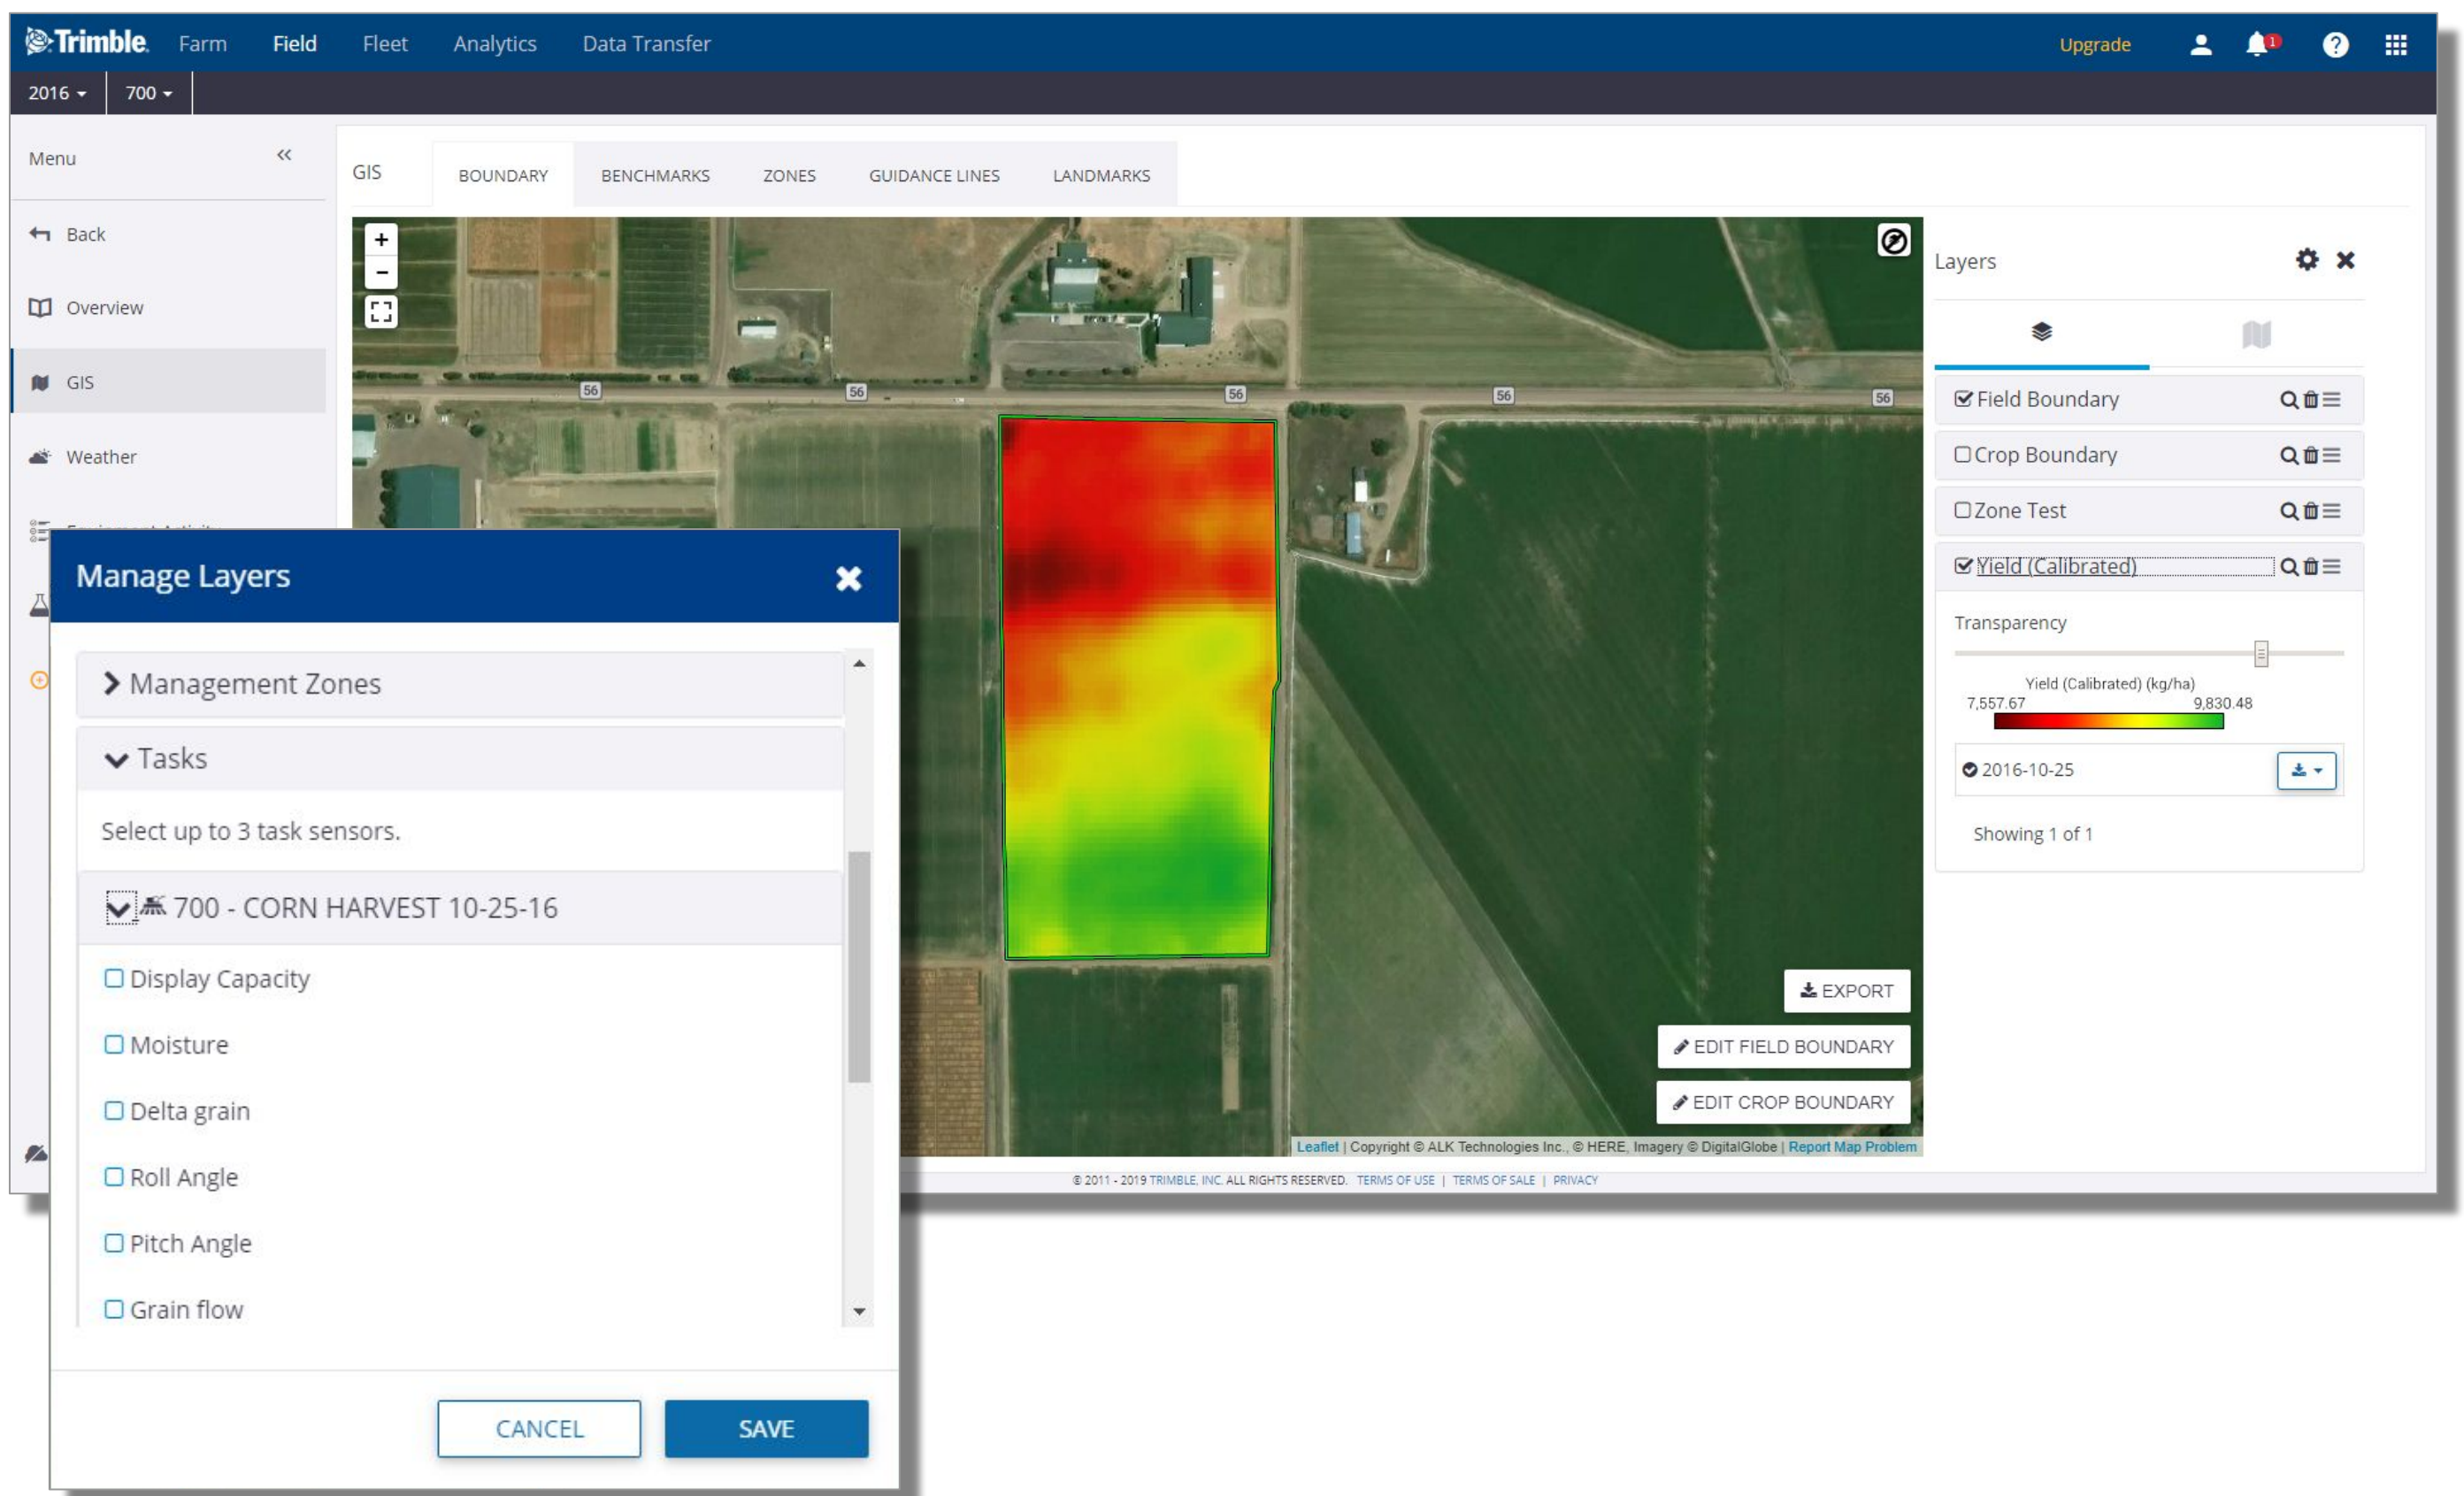 Trimble. Farm Field Fleet Analytics Data Transfer Upgrade 1 ?
2016 700
Menu «
Back
Overview
GIS
Weather
GIS BOUNDARY BENCHMARKS ZONES GUIDANCE LINES LANDMARKS
+
-
56 56 56 56 56
Layers
Field Boundary
Crop Boundary
Zone Test
Yield (Calibrated)
Transparency
Yield (Calibrated) (kg/ha)
7,557.67 9,830.48
2016-10-25
Showing 1 of 1
EXPORT
EDIT FIELD BOUNDARY
EDIT CROP BOUNDARY
Leaflet | Copyright © ALK Technologies Inc., © HERE, Imagery © DigitalGlobe | Report Map Problem
© 2011 - 2019 TRIMBLE, INC. ALL RIGHTS RESERVED. TERMS OF USE | TERMS OF SALE | PRIVACY
Manage Layers
Management Zones
Tasks
Select up to 3 task sensors.
700 - CORN HARVEST 10-25-16
Display Capacity
Moisture
Delta grain
Roll Angle
Pitch Angle
Grain flow
CANCEL SAVE